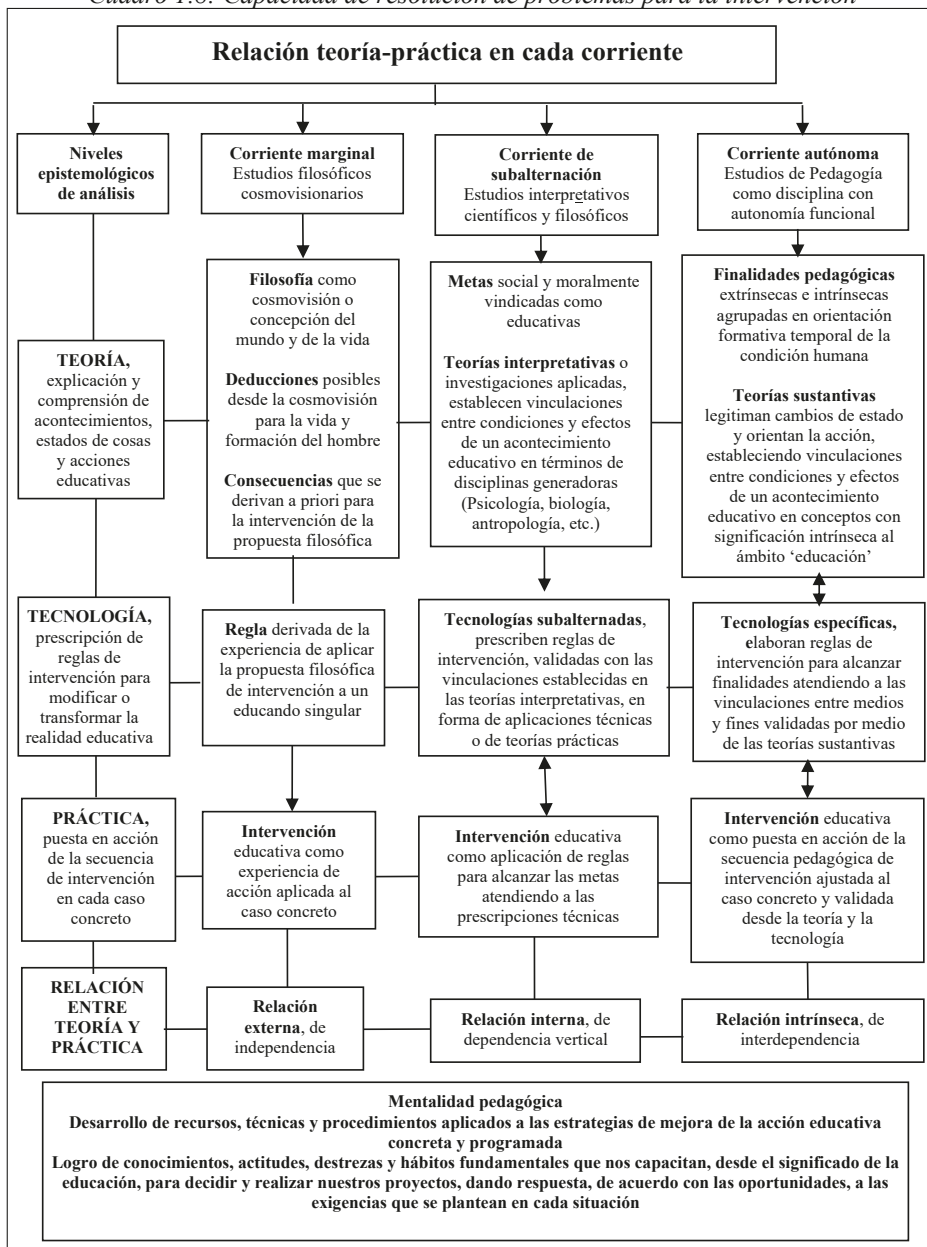 Cuadro 1.8: Capacidad de resolución de problemas para la intervención
Relación teoría-práctica en cada corriente
Niveles
epistemológicos
de análisis
Corriente marginal
Estudios filosóficos
cosmovisionarios
Corriente de
subalternación
Estudios interpretativos
científicos y filosóficos
Corriente autónoma
Estudios de Pedagogía
como disciplina con
autonomía funcional
TEORÍA,
explicación y
comprensión de
acontecimientos,
estados de cosas
y acciones
educativas
Filosofía como
cosmovisión o
concepción del
mundo y de la vida
Deducciones posibles
desde la cosmovisión
para la vida y
formación del hombre
Consecuencias que se
derivan a priori para
la intervención de la
propuesta filosófica
Metas social y moralmente
vindicadas como
educativas
Teorías interpretativas o
investigaciones aplicadas,
establecen vinculaciones
entre condiciones y efectos
de un acontecimiento
educativo en términos de
disciplinas generadoras
(Psicología, biología,
antropología, etc.)
Finalidades pedagógicas
extrínsecas e intrínsecas
agrupadas en orientación
formativa temporal de la
condición humana
Teorías sustantivas
legitiman cambios de estado
y orientan la acción,
estableciendo vinculaciones
entre condiciones y efectos
de un acontecimiento
educativo en conceptos con
significación intrínseca al
ámbito ‘educación’
TECNOLOGÍA,
prescripción de
reglas de
intervención para
modificar o
transformar la
realidad educativa
Regla derivada de la
experiencia de aplicar
la propuesta filosófica
de intervención a un
educando singular
Tecnologías subalternadas,
prescriben reglas de
intervención, validadas con las
vinculaciones establecidas en
las teorías interpretativas, en
forma de aplicaciones técnicas
o de teorías prácticas
Tecnologías específicas,
elaboran reglas de
intervención para alcanzar
finalidades atendiendo a las
vinculaciones entre medios
y fines validadas por medio
de las teorías sustantivas
PRÁCTICA,
puesta en acción
de la secuencia
de intervención
en cada caso
concreto
Intervención
educativa como
experiencia de
acción aplicada al
caso concreto
Intervención educativa
como aplicación de reglas
para alcanzar las metas
atendiendo a las
prescripciones técnicas
Intervención educativa
como puesta en acción de la
secuencia pedagógica de
intervención ajustada al
caso concreto y validada
desde la teoría y la
tecnología
RELACIÓN
ENTRE
TEORÍA Y
PRÁCTICA
Relación
externa, de
independencia
Relación interna, de
dependencia vertical
Relación intrínseca, de
interdependencia
Mentalidad pedagógica
Desarrollo de recursos, técnicas y procedimientos aplicados a las estrategias de mejora de la acción educativa
concreta y programada
Logro de conocimientos, actitudes, destrezas y hábitos fundamentales que nos capacitan, desde el significado de la
educación, para decidir y realizar nuestros proyectos, dando respuesta, de acuerdo con las oportunidades, a las
exigencias que se plantean en cada situación